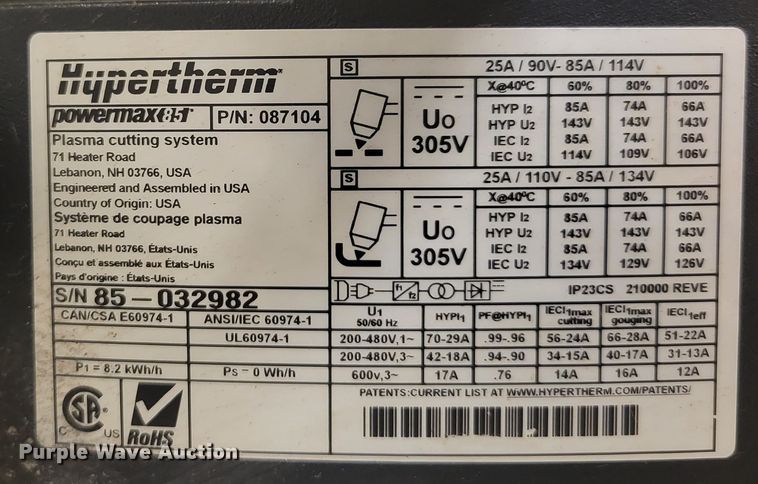 Hypertherm
powermax85
P/N: 087104
Plasma cutting system
71 Heater Road
Lebanon, NH 03766, USA
Engineered and Assembled in USA
Country of Origin: USA
Système de coupage plasma
71 Heater Road
Lebanon, NH 03766, États-Unis
Conçu et assemblé aux États-Unis
Pays d'origine : États-Unis
S/N 85-032982
CAN/CSA E60974-1 ANSI/IEC 60974-1
UL60974-1
P1 = 8.2 kWh/h Ps = 0 Wh/h
CSA
C US
RoHS
S 25A / 90V- 85A / 114V
U0
305V
X@40ºC 60% 80% 100%
HYP I2 85A 74A 66A
HYP U2 143V 143V 143V
IEC I2 85A 74A 66A
IEC U2 114V 109V 106V
S 25A / 110V - 85A / 134V
U0
305V
X@40ºC 60% 80% 100%
HYP I2 85A 74A 66A
HYP U2 143V 143V 143V
IEC I2 85A 74A 66A
IEC U2 134V 129V 126V
f1
f2
IP23CS 210000 REVE
U1
50/60 Hz
HYPI1
PF@HYPI1
IECI1max
cutting
IECI1max
gouging
IECI1eff
200-480V,1~ 70-29A .99-.96 56-24A 66-28A 51-22A
200-480V,3~ 42-18A .94-.90 34-15A 40-17A 31-13A
600v,3~ 17A .76 14A 16A 12A
PATENTS:CURRENT LIST AT WWW.HYPERTHERM.COM/PATENTS/
Purple Wave Auction